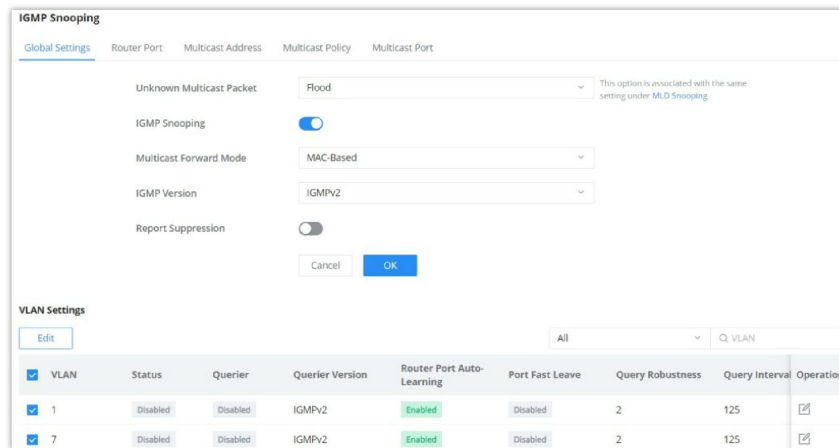 IGMP Snooping
Global Settings Router Port Multicast Address Multicast Policy Multicast Port
Unknown Multicast Packet Flood This option is associated with the same
setting under MLD Snooping
IGMP Snooping
Multicast Forward Mode MAC-Based
IGMP Version IGMPv2
Report Suppression
Cancel OK
VLAN Settings
Edit All VLAN
VLAN Status Querier Querier Version Router Port Auto-Learning Port Fast Leave Query Robustness Query Interval Operation
1 Disabled Disabled IGMPv2 Enabled Disabled 2 125
7 Disabled Disabled IGMPv2 Enabled Disabled 2 125